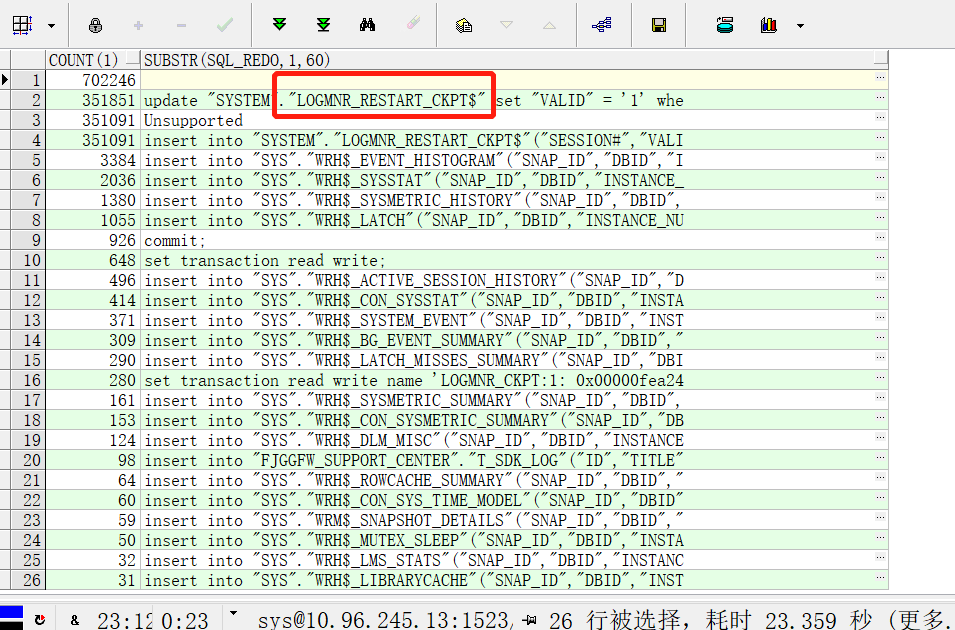 COUNT(1) SUBSTR(SQL_REDO,1,60)
1 702246
2 351851 update "SYSTEM"."LOGMNR_RESTART_CKPT$" set "VALID" = '1' whe
3 351091 Unsupported
4 351091 insert into "SYSTEM"."LOGMNR_RESTART_CKPT$"("SESSION#","VALI
5 3384 insert into "SYS"."WRH$_EVENT_HISTOGRAM"("SNAP_ID","DBID","I
6 2036 insert into "SYS"."WRH$_SYSSTAT"("SNAP_ID","DBID","INSTANCE_
7 1380 insert into "SYS"."WRH$_SYSMETRIC_HISTORY"("SNAP_ID","DBID",
8 1055 insert into "SYS"."WRH$_LATCH"("SNAP_ID","DBID","INSTANCE_NU
9 926 commit;
10 648 set transaction read write;
11 496 insert into "SYS"."WRH$_ACTIVE_SESSION_HISTORY"("SNAP_ID","D
12 414 insert into "SYS"."WRH$_CON_SYSSTAT"("SNAP_ID","DBID","INSTA
13 371 insert into "SYS"."WRH$_SYSTEM_EVENT"("SNAP_ID","DBID","INST
14 309 insert into "SYS"."WRH$_BG_EVENT_SUMMARY"("SNAP_ID","DBID","
15 290 insert into "SYS"."WRH$_LATCH_MISSES_SUMMARY"("SNAP_ID","DBI
16 280 set transaction read write name 'LOGMNR_CKPT:1: 0x00000fea24
17 161 insert into "SYS"."WRH$_SYSMETRIC_SUMMARY"("SNAP_ID","DBID",
18 153 insert into "SYS"."WRH$_CON_SYSMETRIC_SUMMARY"("SNAP_ID","DB
19 124 insert into "SYS"."WRH$_DLM_MISC"("SNAP_ID","DBID","INSTANCE
20 98 insert into "FJGGFW_SUPPORT_CENTER"."T_SDK_LOG"("ID","TITLE"
21 64 insert into "SYS"."WRH$_ROWCACHE_SUMMARY"("SNAP_ID","DBID","
22 60 insert into "SYS"."WRH$_CON_SYS_TIME_MODEL"("SNAP_ID","DBID"
23 59 insert into "SYS"."WRM$_SNAPSHOT_DETAILS"("SNAP_ID","DBID","
24 50 insert into "SYS"."WRH$_MUTEX_SLEEP"("SNAP_ID","DBID","INSTA
25 32 insert into "SYS"."WRH$_LMS_STATS"("SNAP_ID","DBID","INSTANC
26 31 insert into "SYS"."WRH$_LIBRARYCACHE"("SNAP_ID","DBID","INST
& 23:12 0:23 sys@10.96.245.13:1523/ 26 行被选择, 耗时 23.359 秒 (更多.